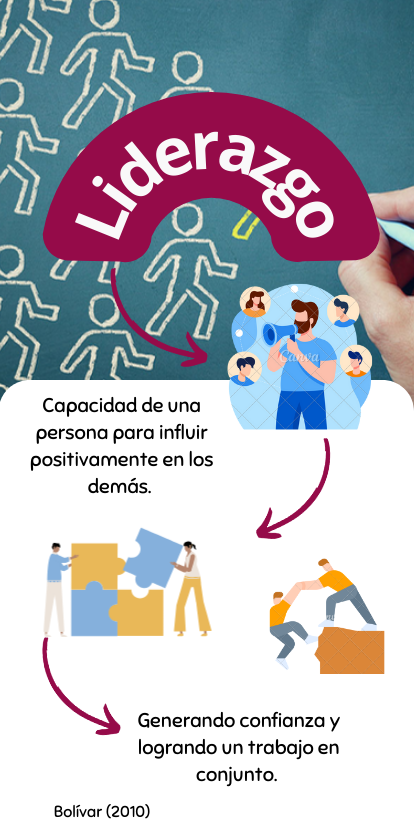 Liderazgo
Canva
Capacidad de una
persona para influir
positivamente en los
demás.
Generando confianza y
logrando un trabajo en
conjunto.
Bolívar (2010)